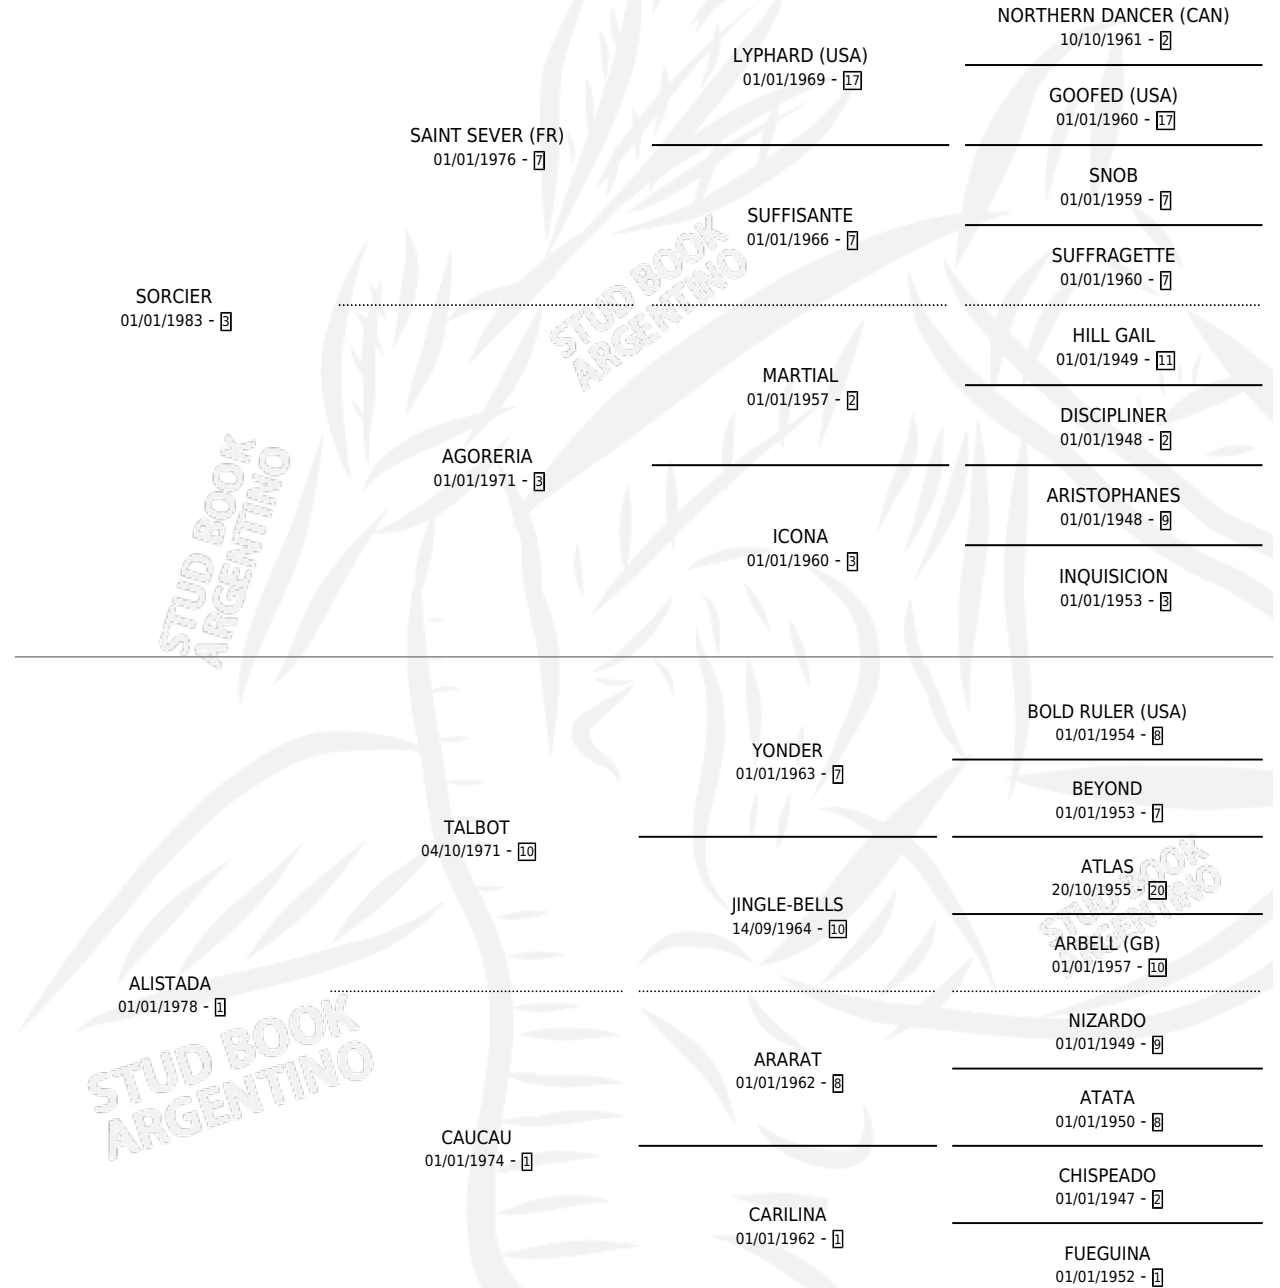 NORTHERN DANCER (CAN)
10/10/1961 - 2
LYPHARD (USA)
01/01/1969 - 17
GOOFED (USA)
01/01/1960 - 17
SAINT SEVER (FR)
01/01/1976 - 7
SNOB
01/01/1959 - 7
SUFFISANTE
01/01/1966 - 7
SUFFRAGETTE
01/01/1960 - 7
SORCIER
01/01/1983 - 3
STUD BOOK
ARGENTINO
HILL GAIL
01/01/1949 - 11
MARTIAL
01/01/1957 - 2
DISCIPLINER
01/01/1948 - 2
AGORERIA
01/01/1971 - 3
ARISTOPHANES
01/01/1948 - 9
ICONA
01/01/1960 - 3
INQUISICION
01/01/1953 - 3
STUD BOOK
ARGENTINO
BOLD RULER (USA)
01/01/1954 - 8
YONDER
01/01/1963 - 7
BEYOND
01/01/1953 - 7
TALBOT
04/10/1971 - 10
ATLAS
20/10/1955 - 20
JINGLE-BELLS
14/09/1964 - 10
ARBELL (GB)
01/01/1957 - 10
STUD BOOK
ARGENTINO
ALISTADA
01/01/1978 - 1
NIZARDO
01/01/1949 - 9
ARARAT
01/01/1962 - 8
ATATA
01/01/1950 - 8
STUD BOOK
ARGENTINO
CAUCAU
01/01/1974 - 1
CHISPEADO
01/01/1947 - 2
CARILINA
01/01/1962 - 1
FUEGUINA
01/01/1952 - 1